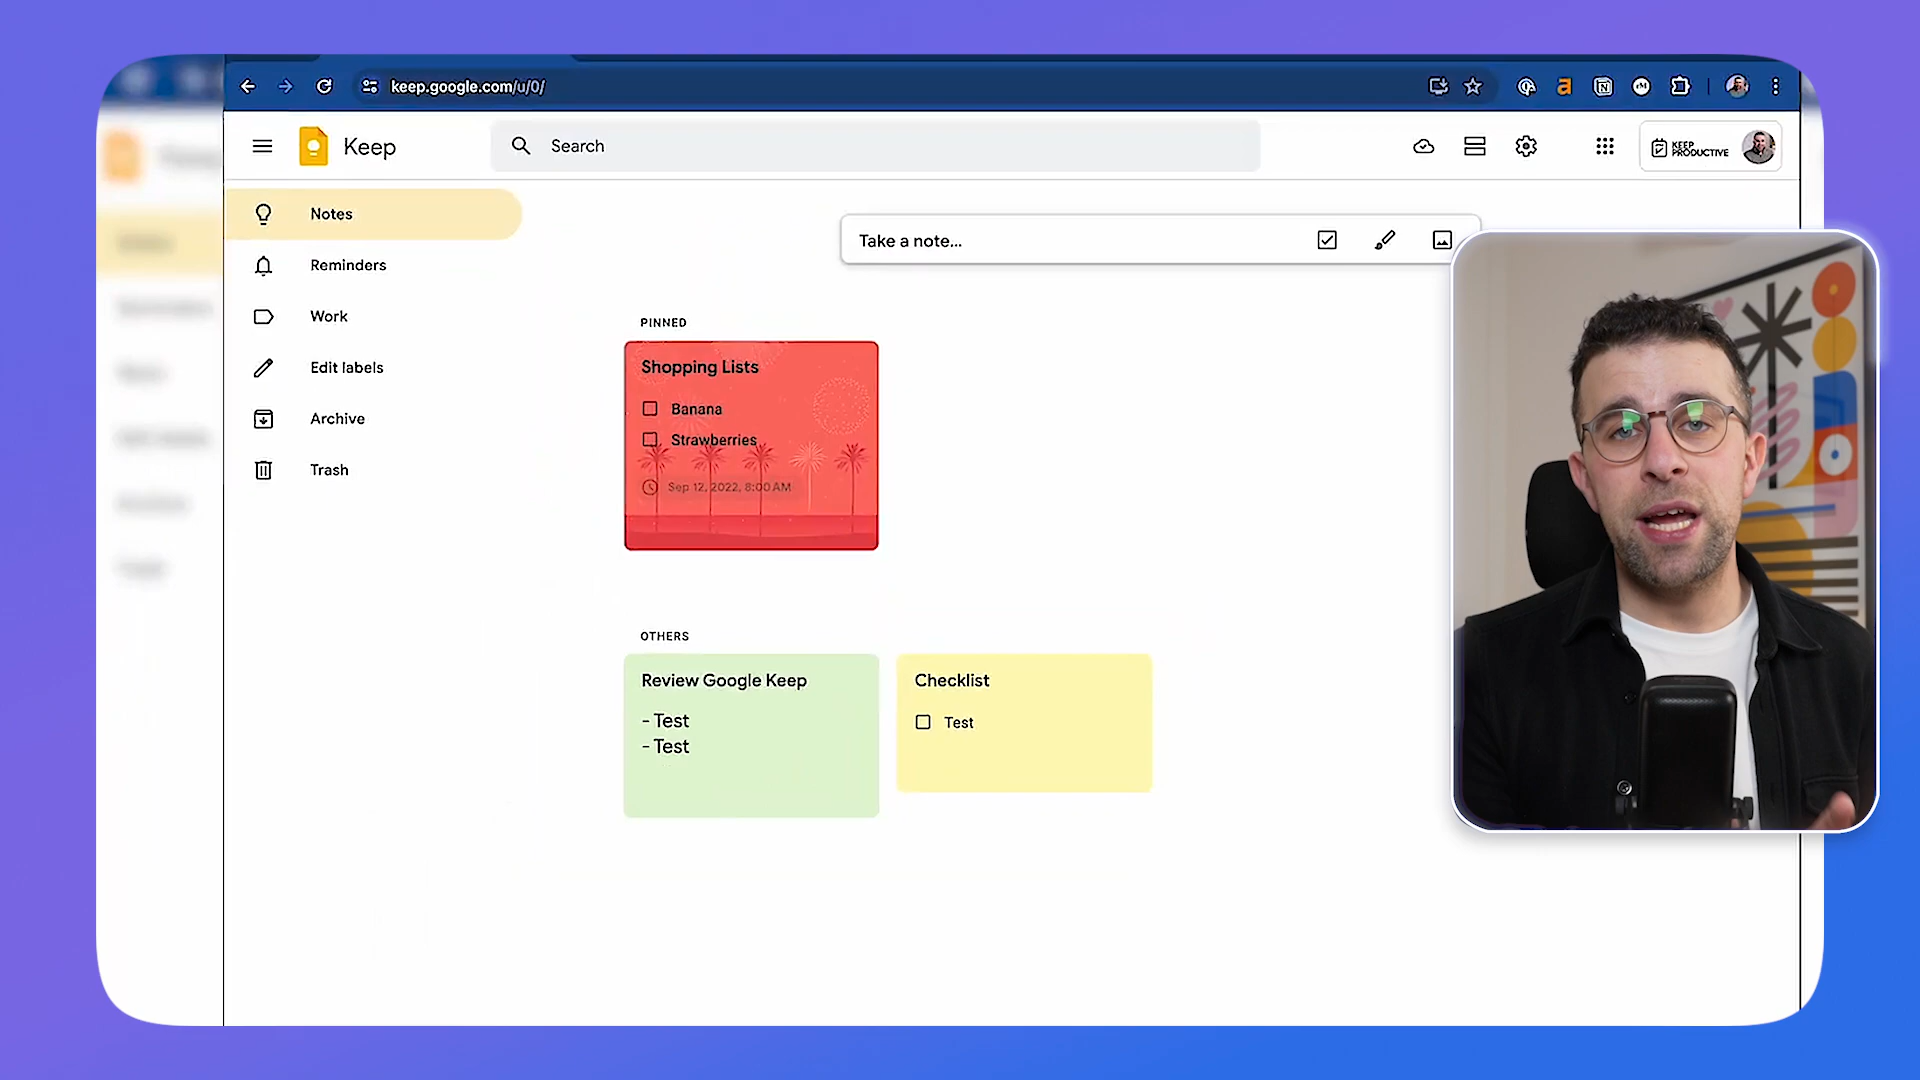 keep.google.com/u/0/
Keep
Search
KEEP
PRODUCTIVE
Notes
Reminders
Work
Edit labels
Archive
Trash
Take a note...
PINNED
Shopping Lists
Banana
Strawberries
Sep 12, 2022, 8:00 AM
OTHERS
Review Google Keep
- Test
- Test
Checklist
Test